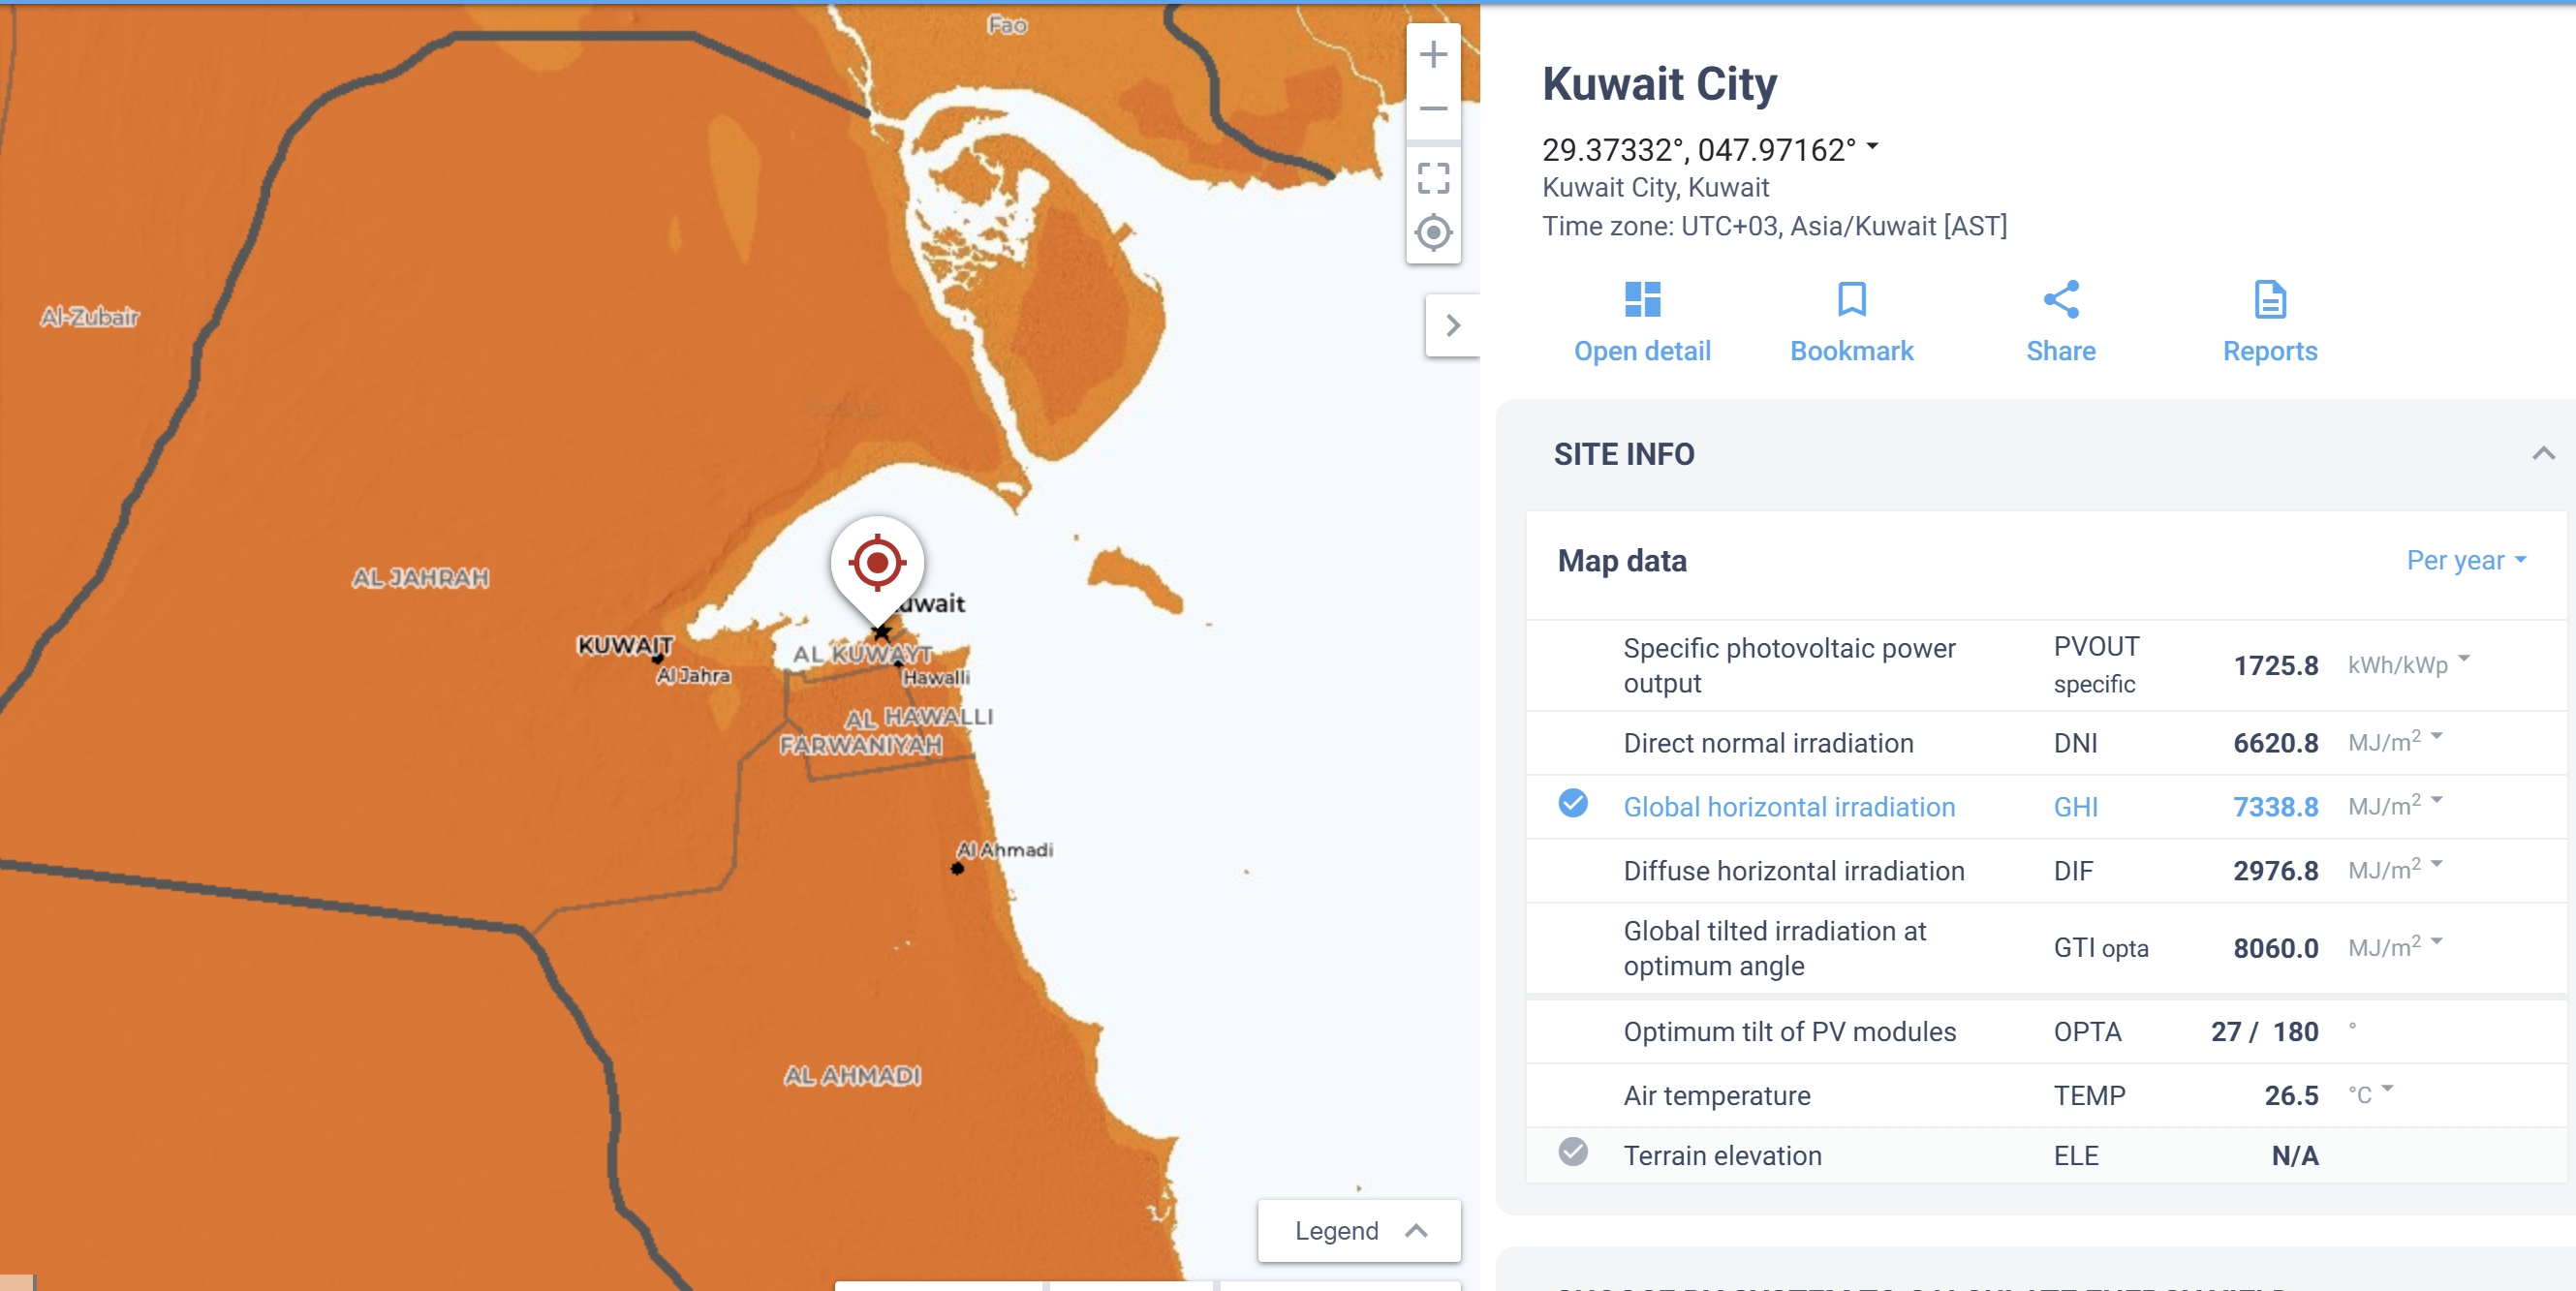 Fao
Al-Zubair
AL JAHRAH
KUWAIT
Al Jahra
uwait
AL KUWAYT
Hawalli
AL HAWALLI
FARWANIYAH
Al Ahmadi
AL AHMADI
Legend
Kuwait City
29.37332°, 047.97162°
Kuwait City, Kuwait
Time zone: UTC+03, Asia/Kuwait [AST]
Open detail
Bookmark
Share
Reports
SITE INFO
Map data
Per year
Specific photovoltaic power
output
PVOUT
specific
1725.8
kWh/kWp
Direct normal irradiation DNI 6620.8 MJ/m²
Global horizontal irradiation GHI 7338.8 MJ/m²
Diffuse horizontal irradiation DIF 2976.8 MJ/m²
Global tilted irradiation at
optimum angle
GTI opta 8060.0 MJ/m²
Optimum tilt of PV modules OPTA 27 / 180 °
Air temperature TEMP 26.5 °C
Terrain elevation ELE N/A